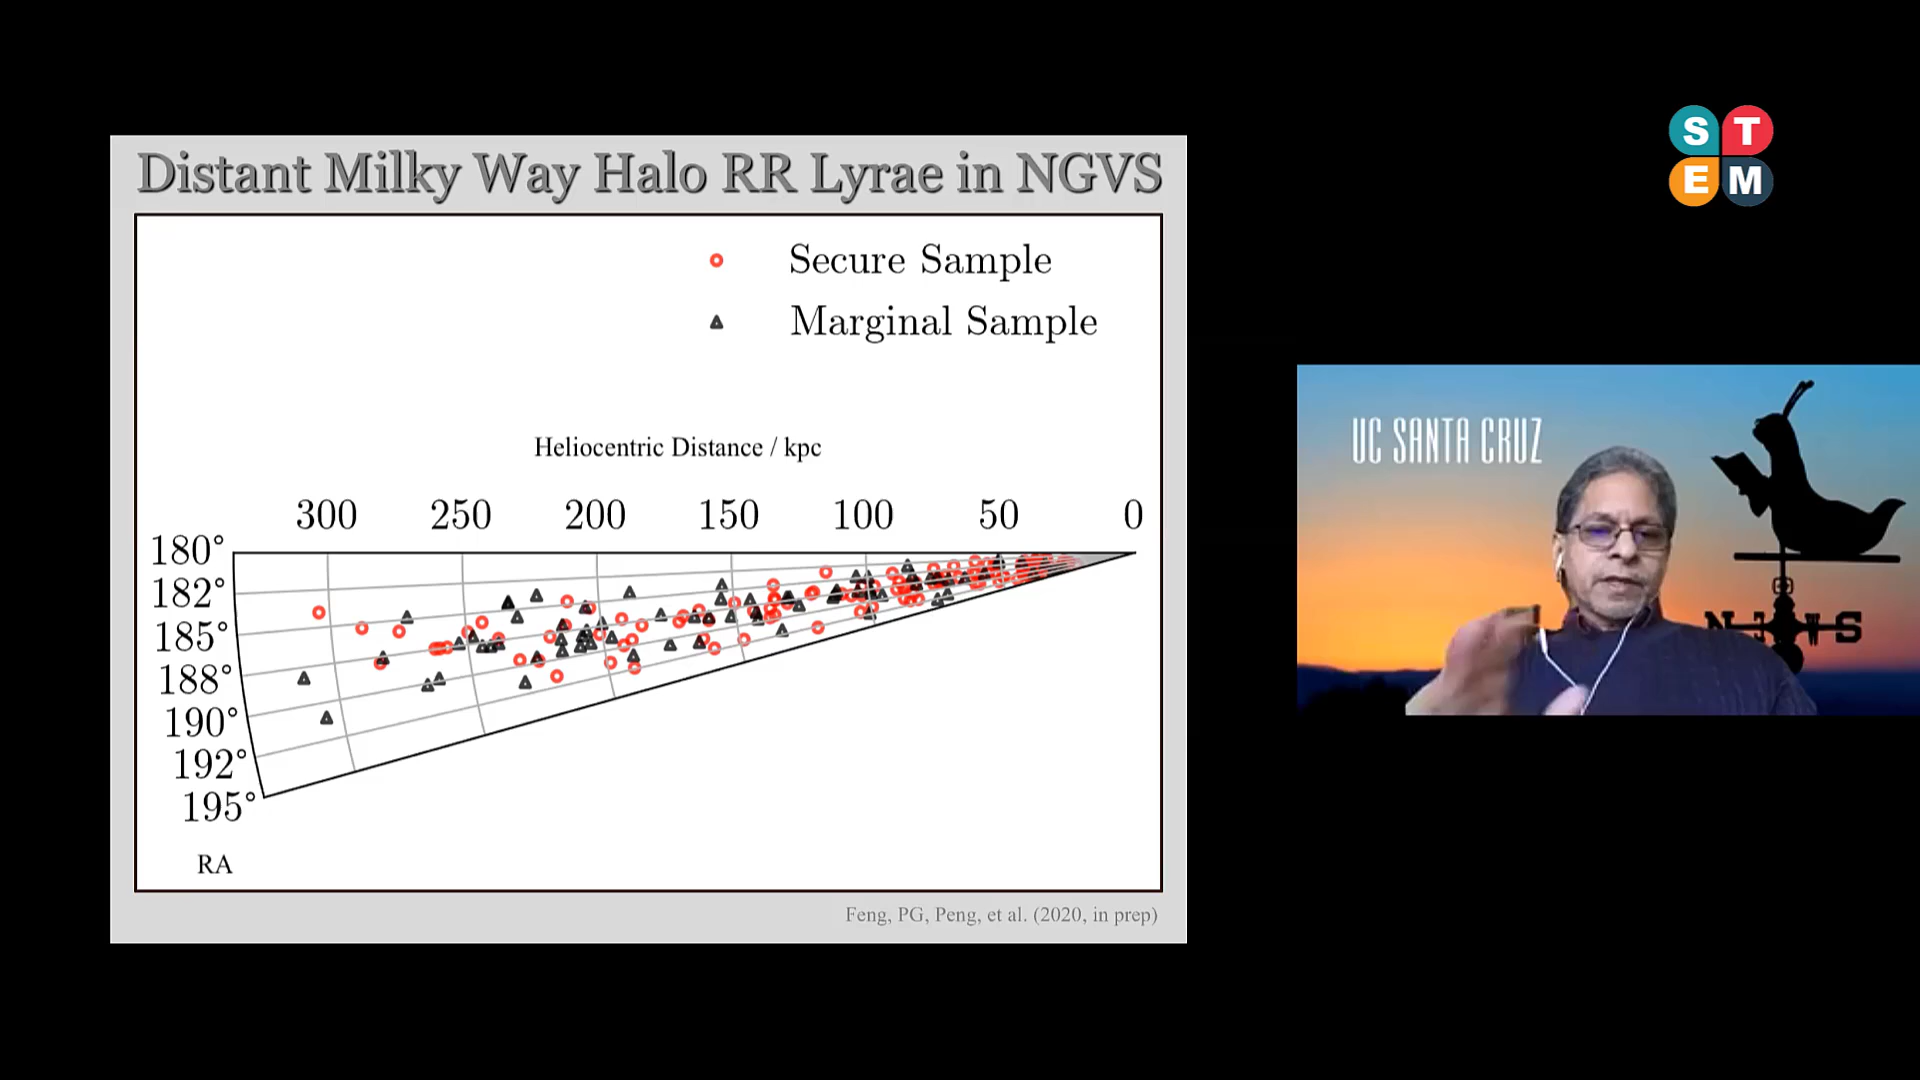 Distant Milky Way Halo RR Lyrae in NGVS
Secure Sample
Marginal Sample
Heliocentric Distance / kpc
300 250 200 150 100 50 0
180°
182°
185°
188°
190°
192°
195°
RA
Feng, PG, Peng, et al. (2020, in prep)
S T
E M
UC SANTA CRUZ
N S